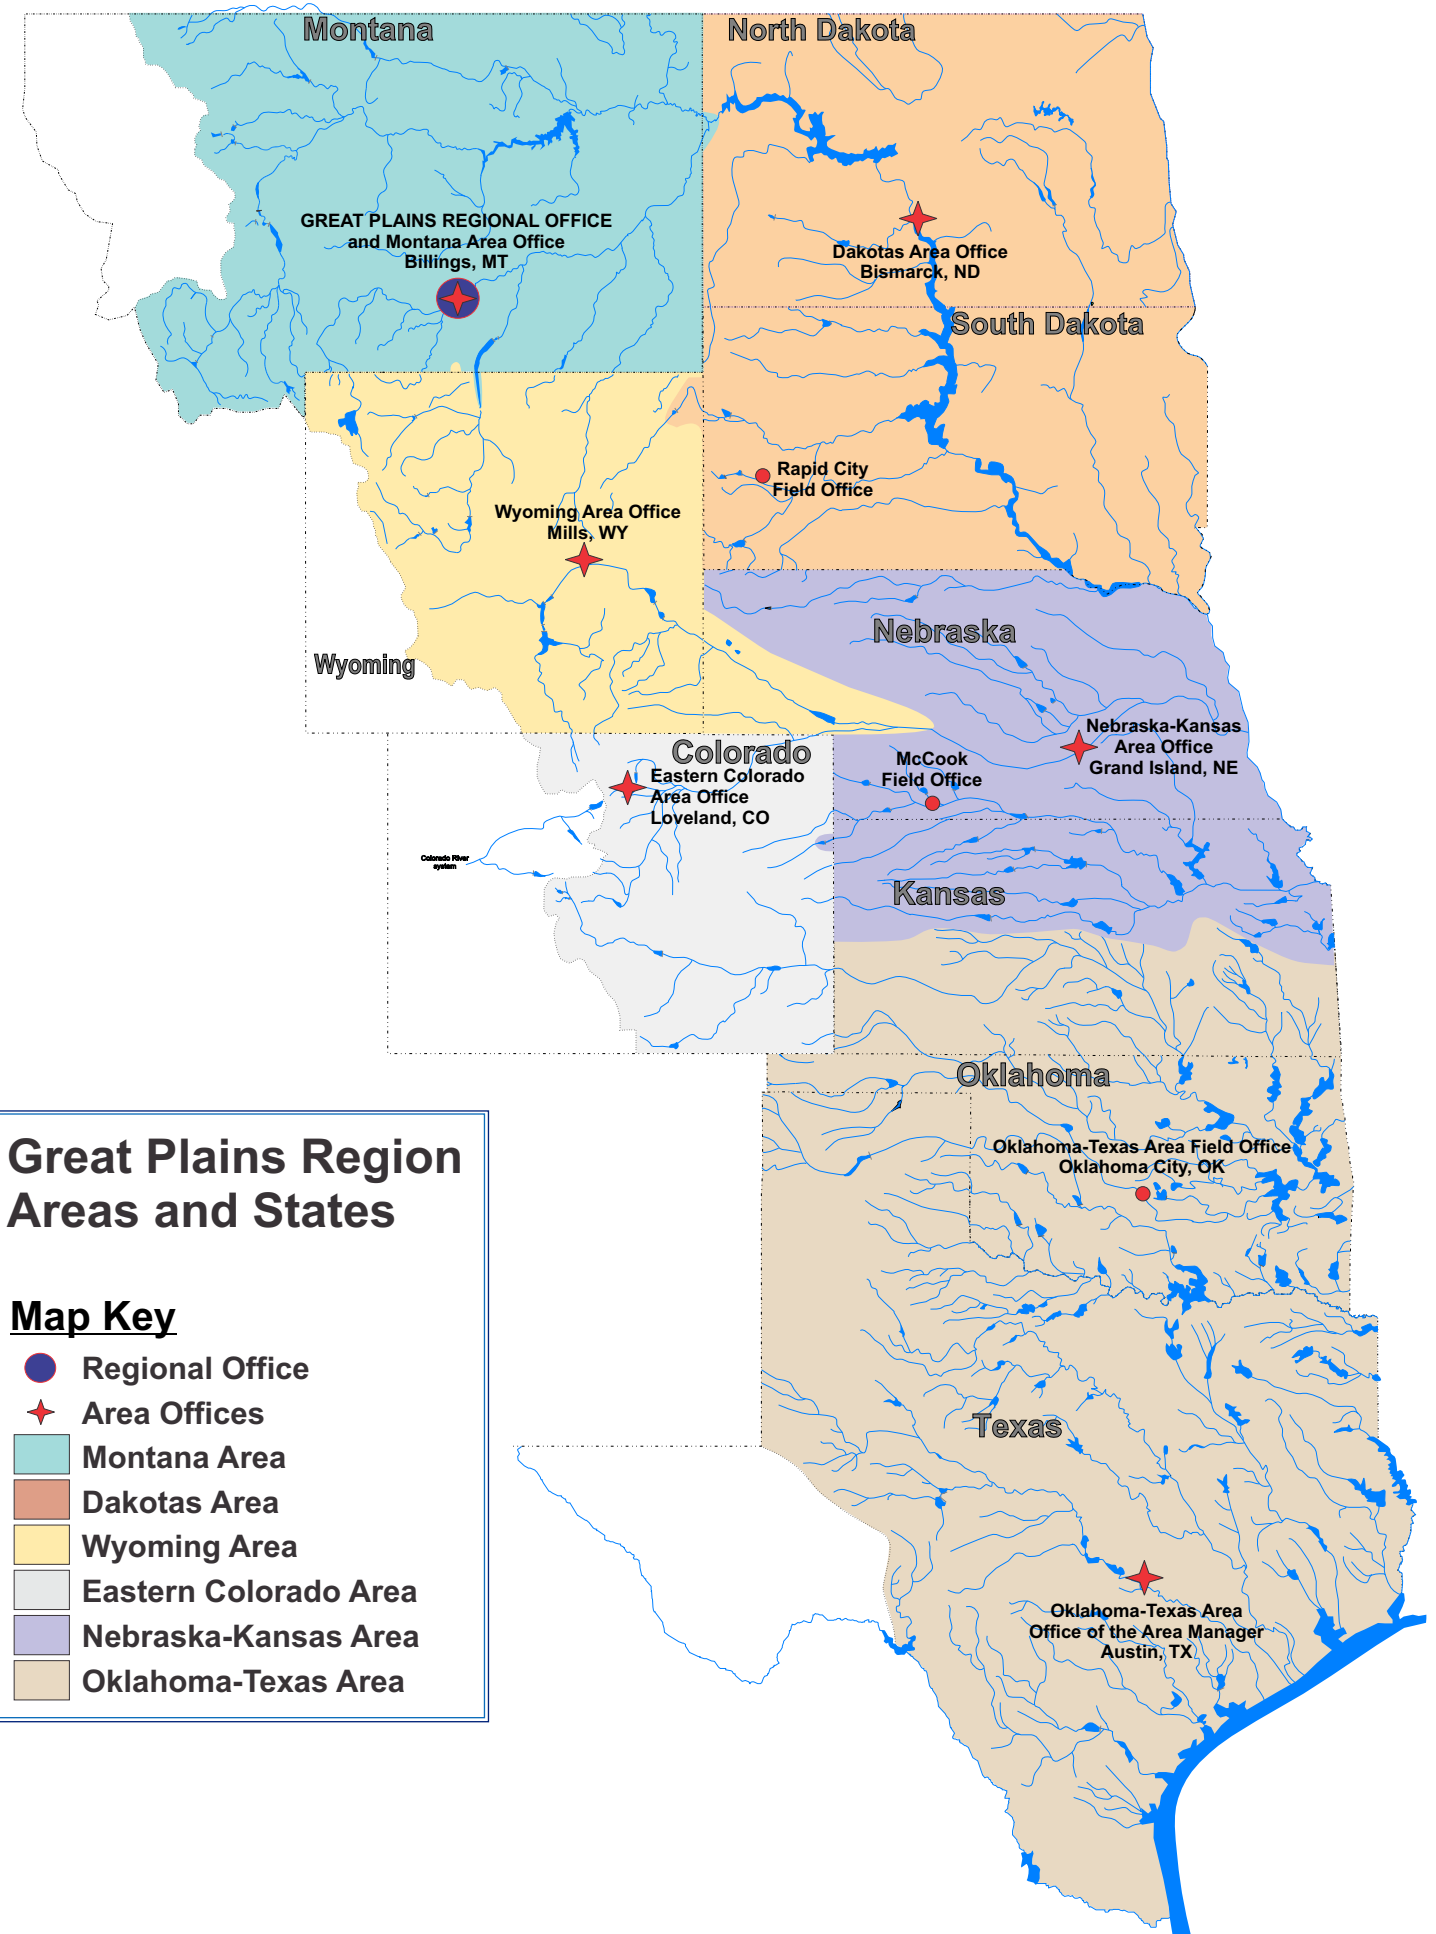 Montana
North Dakota
GREAT PLAINS REGIONAL OFFICE
and Montana Area Office
Billings, MT
Dakotas Area Office
Bismarck, ND
South Dakota
Rapid City
Field Office
Wyoming Area Office
Mills, WY
Nebraska
Wyoming
Nebraska-Kansas
Area Office
Grand Island, NE
Colorado
Eastern Colorado
Area Office
Loveland, CO
McCook
Field Office
Colorado River
system
Kansas
Oklahoma
Oklahoma-Texas Area Field Office
Oklahoma City, OK
Great Plains Region
Areas and States
Map Key
Regional Office
Area Offices
Montana Area
Dakotas Area
Wyoming Area
Eastern Colorado Area
Nebraska-Kansas Area
Oklahoma-Texas Area
Texas
Oklahoma-Texas Area
Office of the Area Manager
Austin, TX